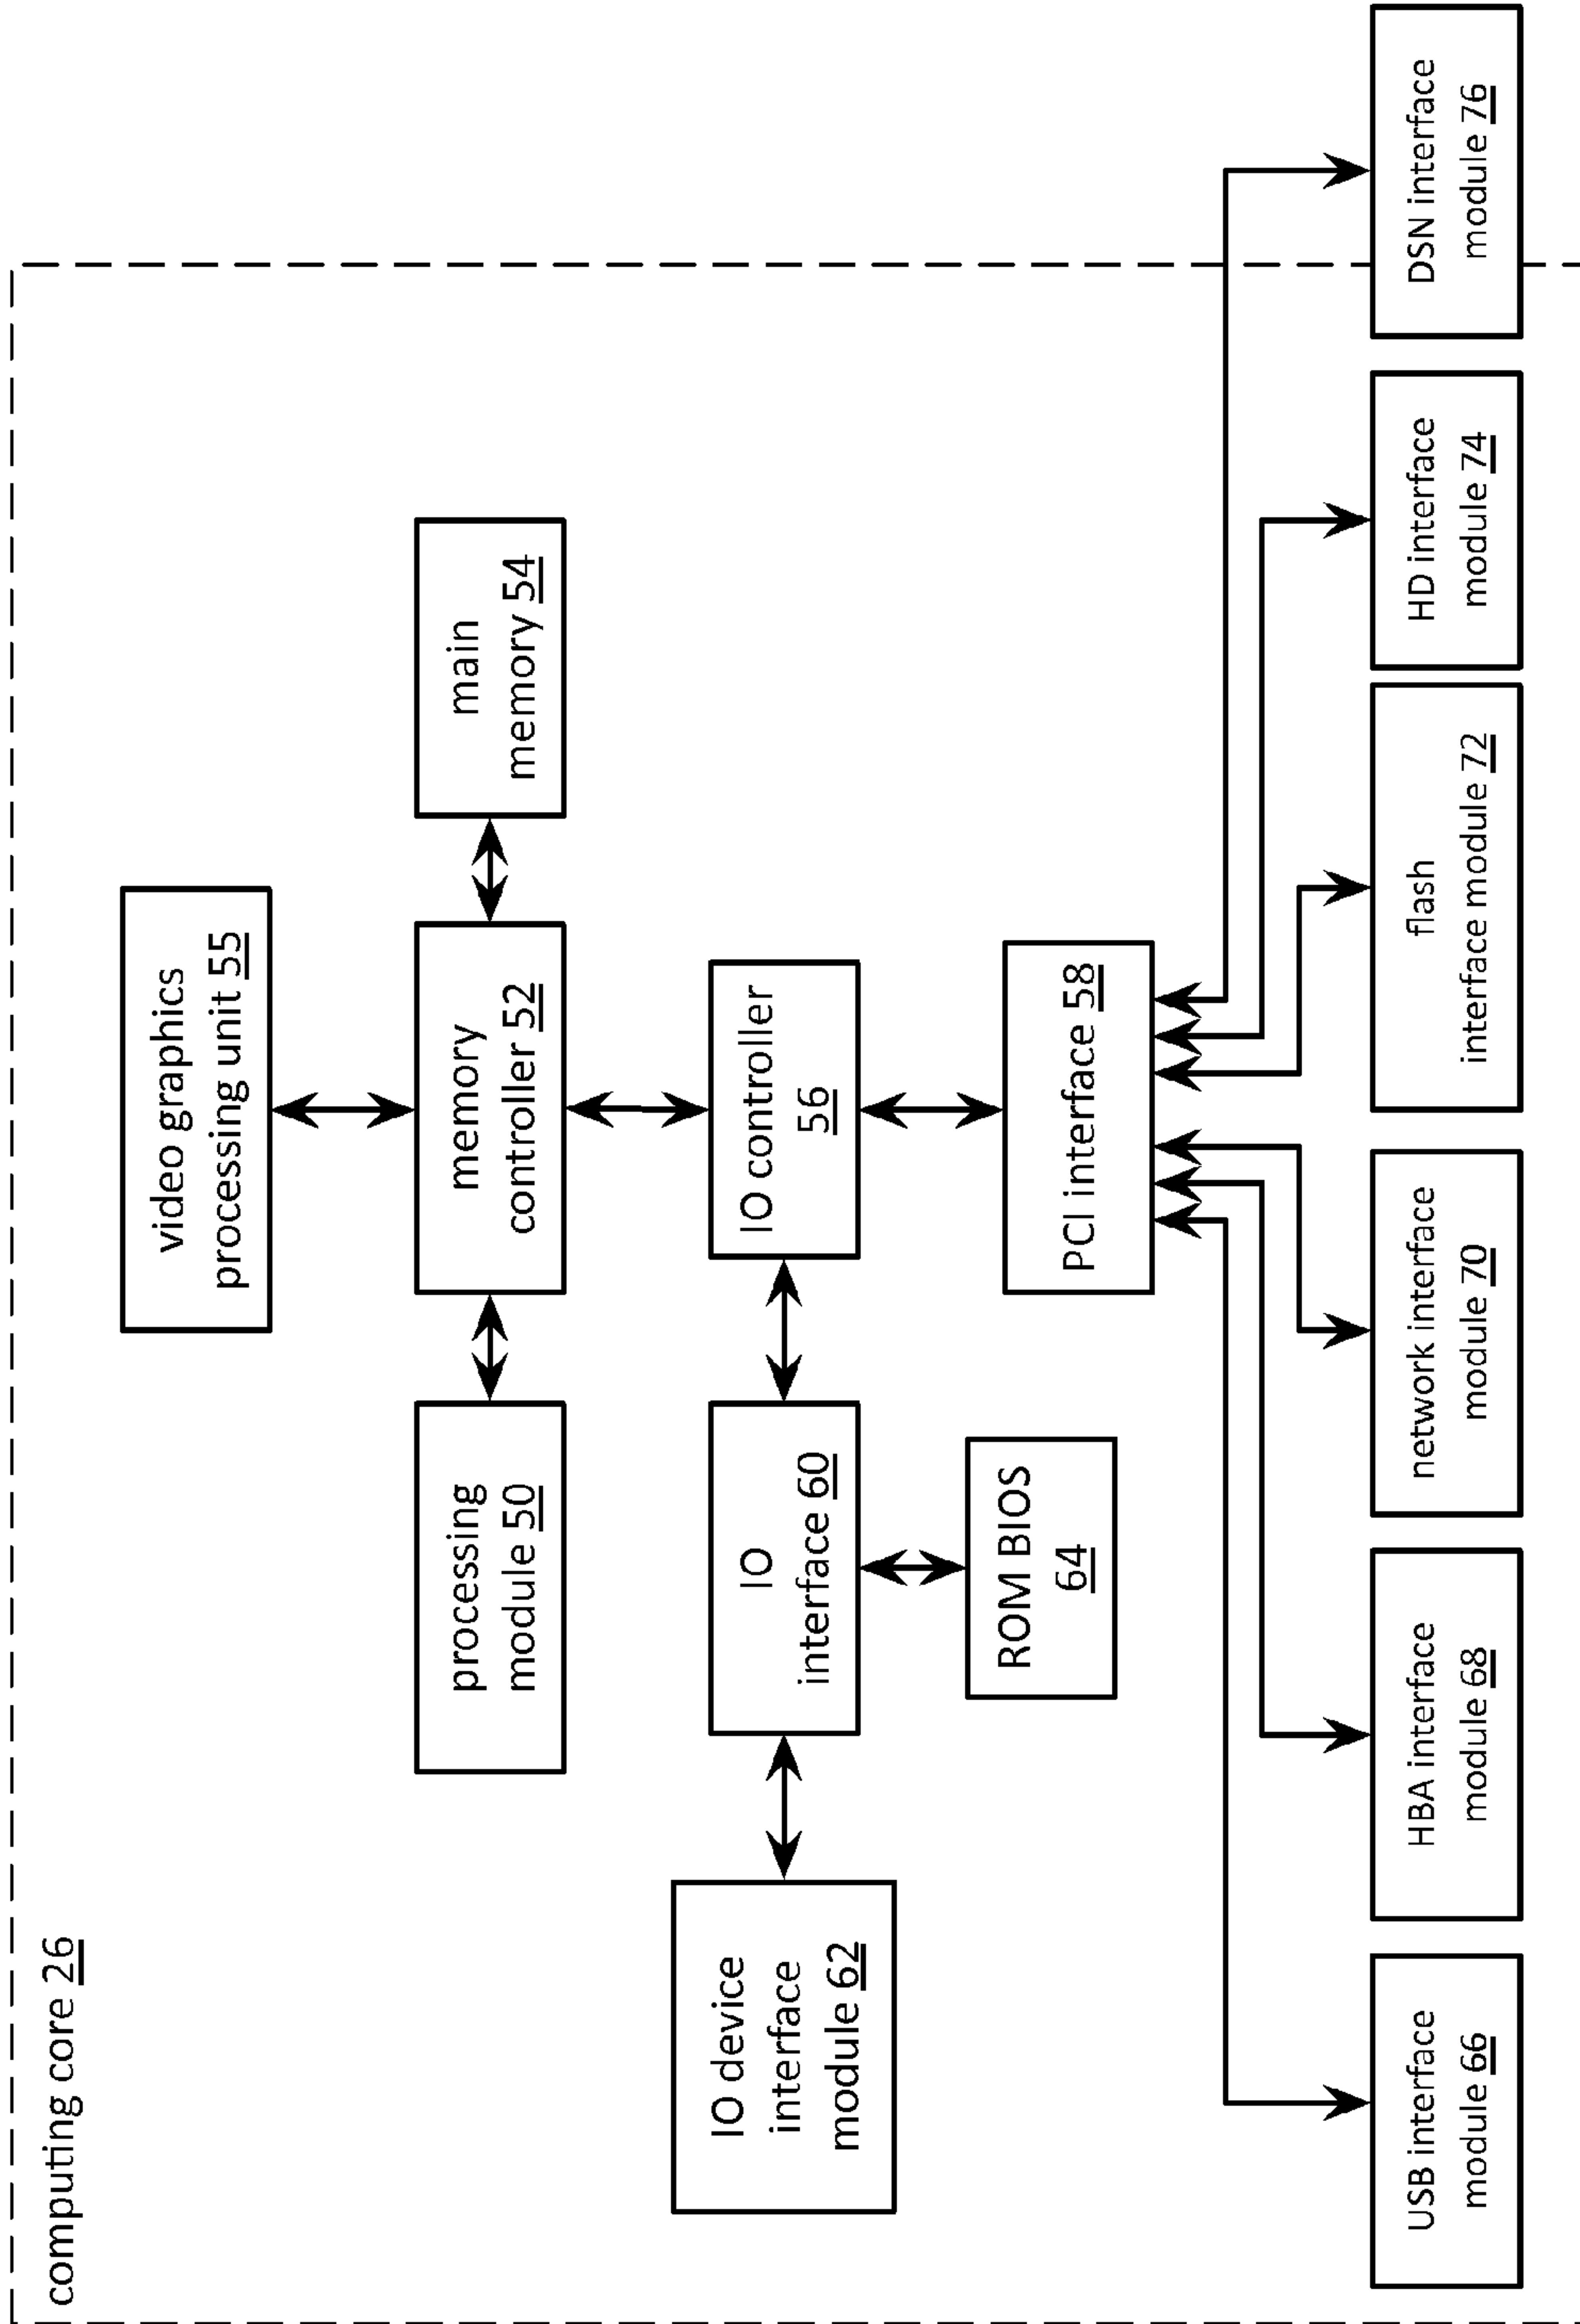 computing core 26
video graphics
processing unit 55
processing
module 50
memory
controller 52
main
memory 54
IO device
interface
module 62
IO
interface 60
IO controller
56
ROM BIOS
64
PCI interface 58
USB interface
module 66
HBA interface
module 68
network interface
module 70
flash
interface module 72
HD interface
module 74
DSN interface
module 76